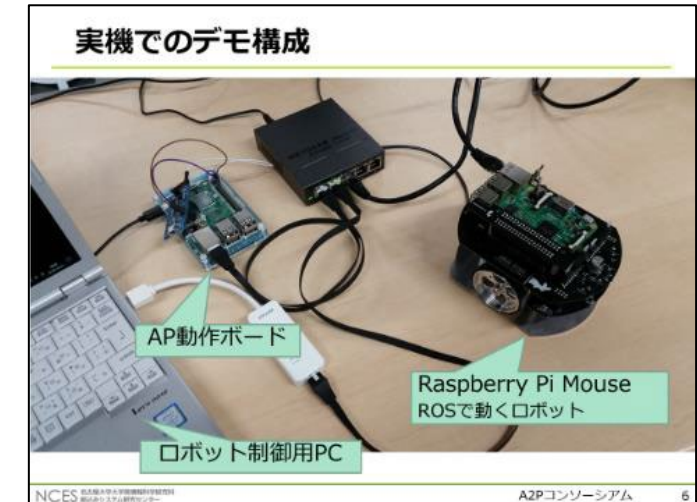 実機でのデモ構成
AP動作ボード
Raspberry Pi Mouse
ROSで動くロボット
ロボット制御用PC
NCES
A2Pコンソーシアム
6